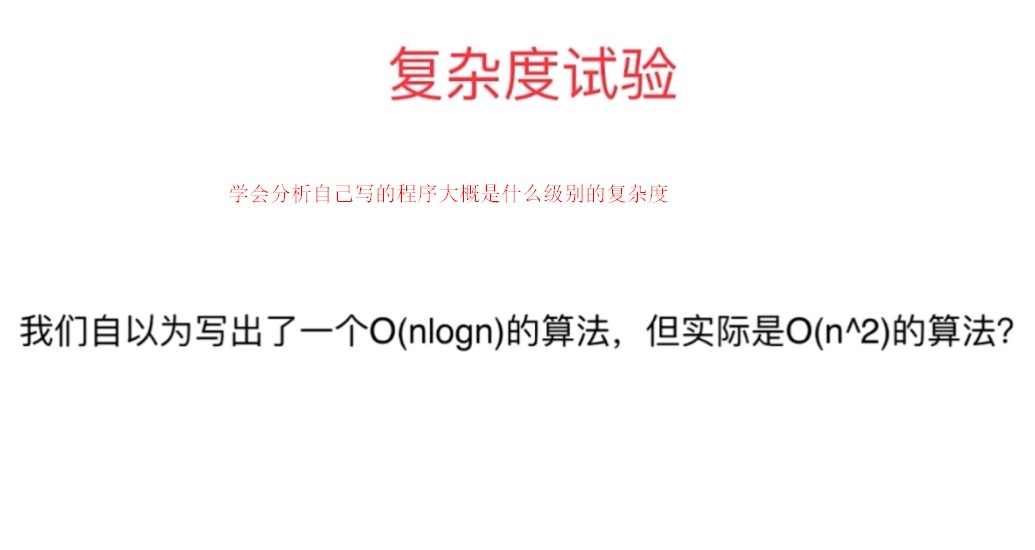 复杂度试验
学会分析自己写的程序大概是什么级别的复杂度
我们自以为写出了一个O(nlogn)的算法，但实际是O(n^2)的算法？